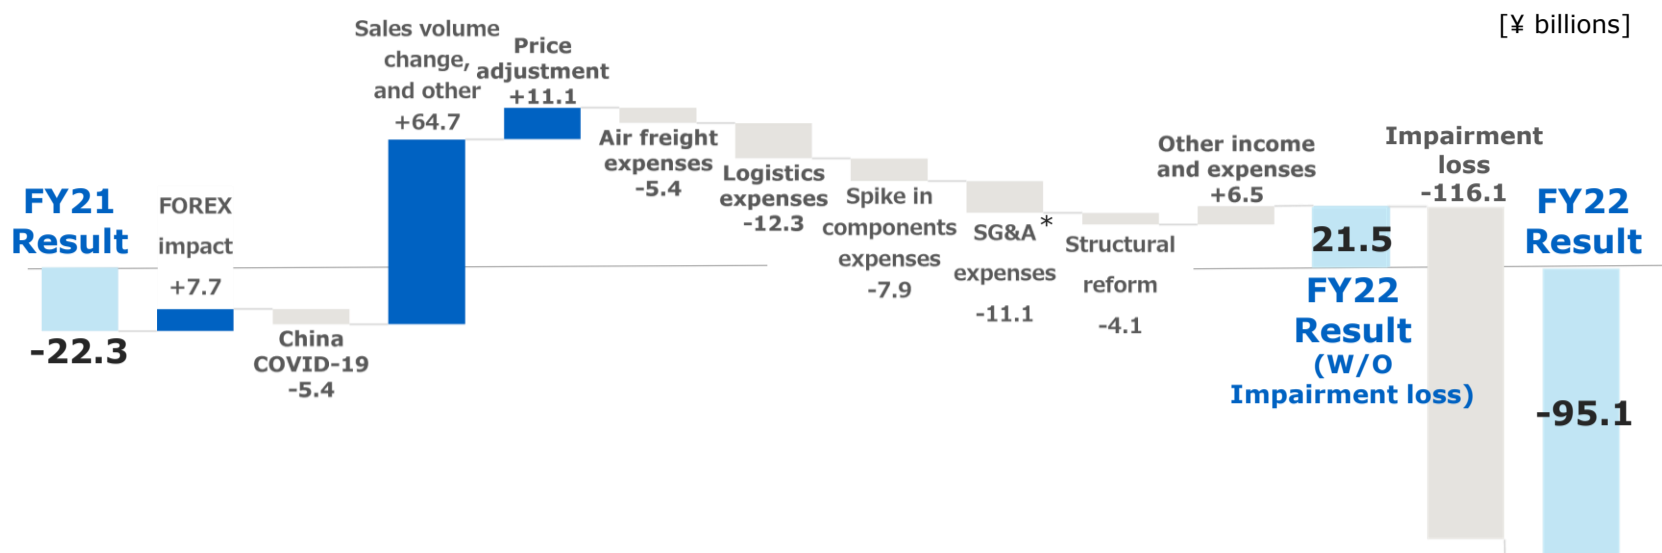 [¥ billions]
FY21
Result
-22.3
FOREX
impact
+7.7
China
COVID-19
-5.4
Sales volume
change,
and other
+64.7
Price
adjustment
+11.1
Air freight
expenses
-5.4
Logistics
expenses
-12.3
Spike in
components
expenses
-7.9
SG&A *
expenses
-11.1
Structural
reform
-4.1
Other income
and expenses
+6.5
21.5
FY22
Result
(W/O
Impairment loss)
Impairment
loss
-116.1
FY22
Result
-95.1